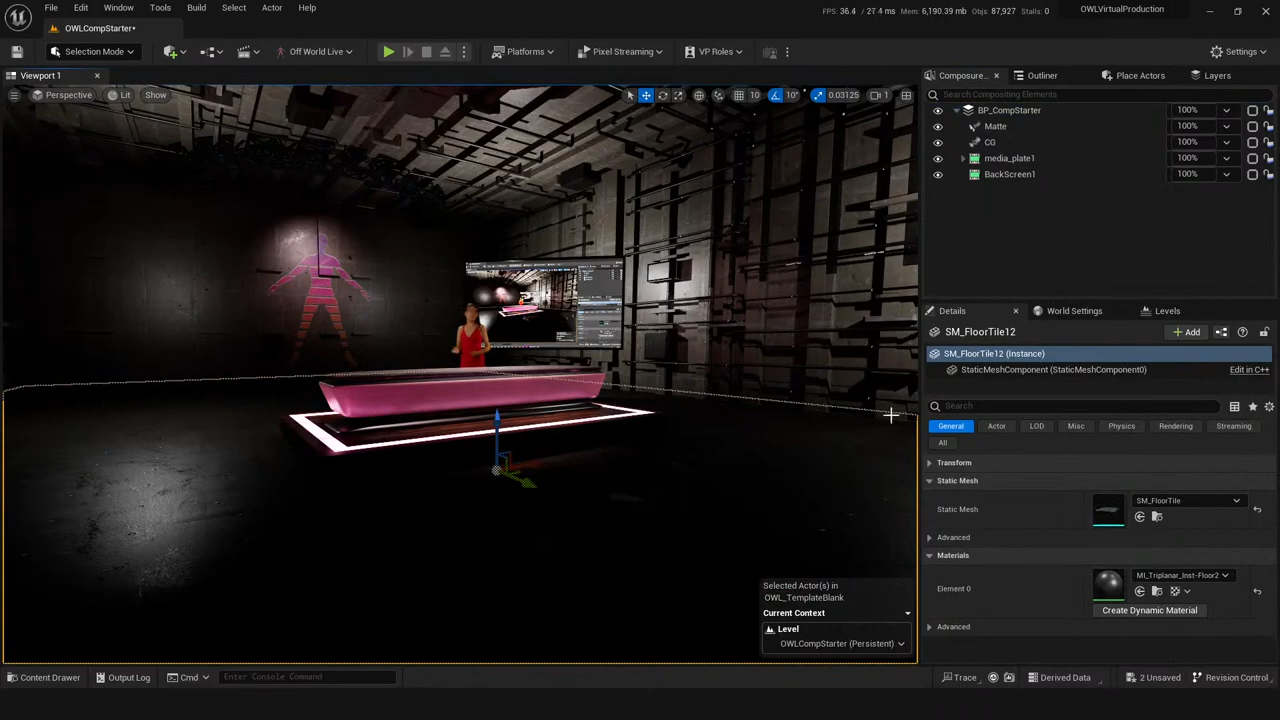 File Edit Window Tools Build Select Actor Help
FPS: 36.4 / 27.4 ms Mem: 6,190.39 mb Objs: 87,927 Stalls: 0
OWLVirtualProduction
OWLCompStarter*
Selection Mode
Off World Live
Platforms
Pixel Streaming
VP Roles
Settings
Viewport 1
Perspective Lit Show
10 10° 0.03125 1
Composure... Outliner Place Actors Layers
Search Compositing Elements
BP_CompStarter 100%
Matte 100%
CG 100%
media_plate1 100%
BackScreen1 100%
Details World Settings Levels
SM_FloorTile12
Add
SM_FloorTile12 (Instance)
StaticMeshComponent (StaticMeshComponent0) Edit in C++
Search
General Actor LOD Misc Physics Rendering Streaming
All
Transform
Static Mesh
Static Mesh SM_FloorTile
Advanced
Materials
Element 0 MI_Triplanar_Inst-Floor2
Create Dynamic Material
Advanced
Selected Actor(s) in
OWL_TemplateBlank
Current Context
Level
OWLCompStarter (Persistent)
Content Drawer Output Log Cmd Enter Console Command
Trace Derived Data 2 Unsaved Revision Control